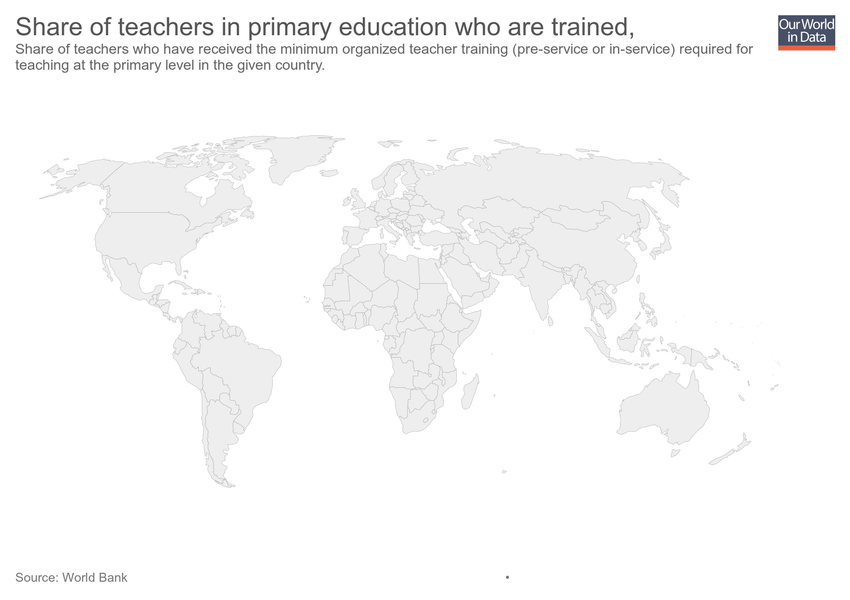 Share of teachers in primary education who are trained,
Our World
in Data
Share of teachers who have received the minimum organized teacher training (pre-service or in-service) required for
teaching at the primary level in the given country.
Source: World Bank
•